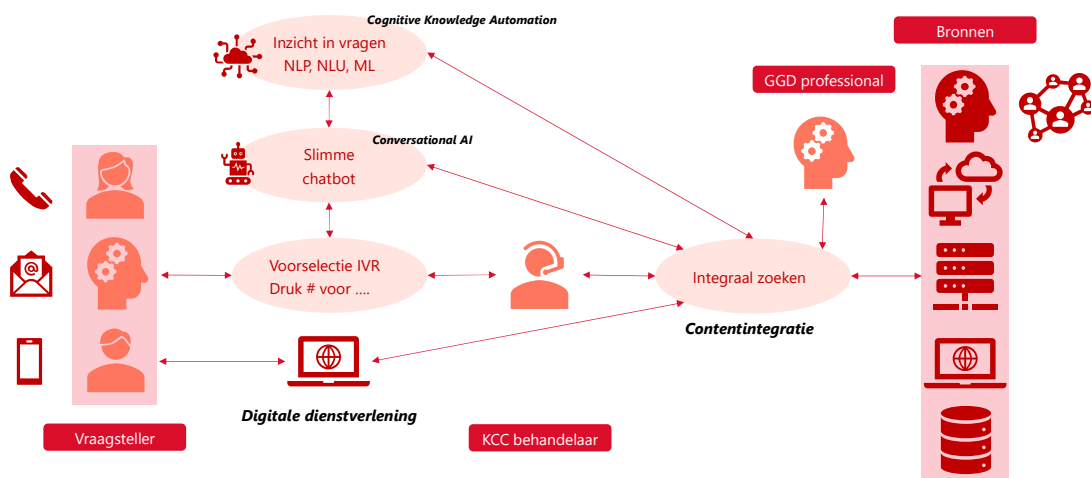 Cognitive Knowledge Automation
Inzicht in vragen
NLP, NLU, ML
Bronnen
GGD professional
Conversational AI
Slimme
chatbot
@
Voorselectie IVR
Druk # voor ....
Integraal zoeken
Contentintegratie
Digitale dienstverlening
Vraagsteller
KCC behandelaar